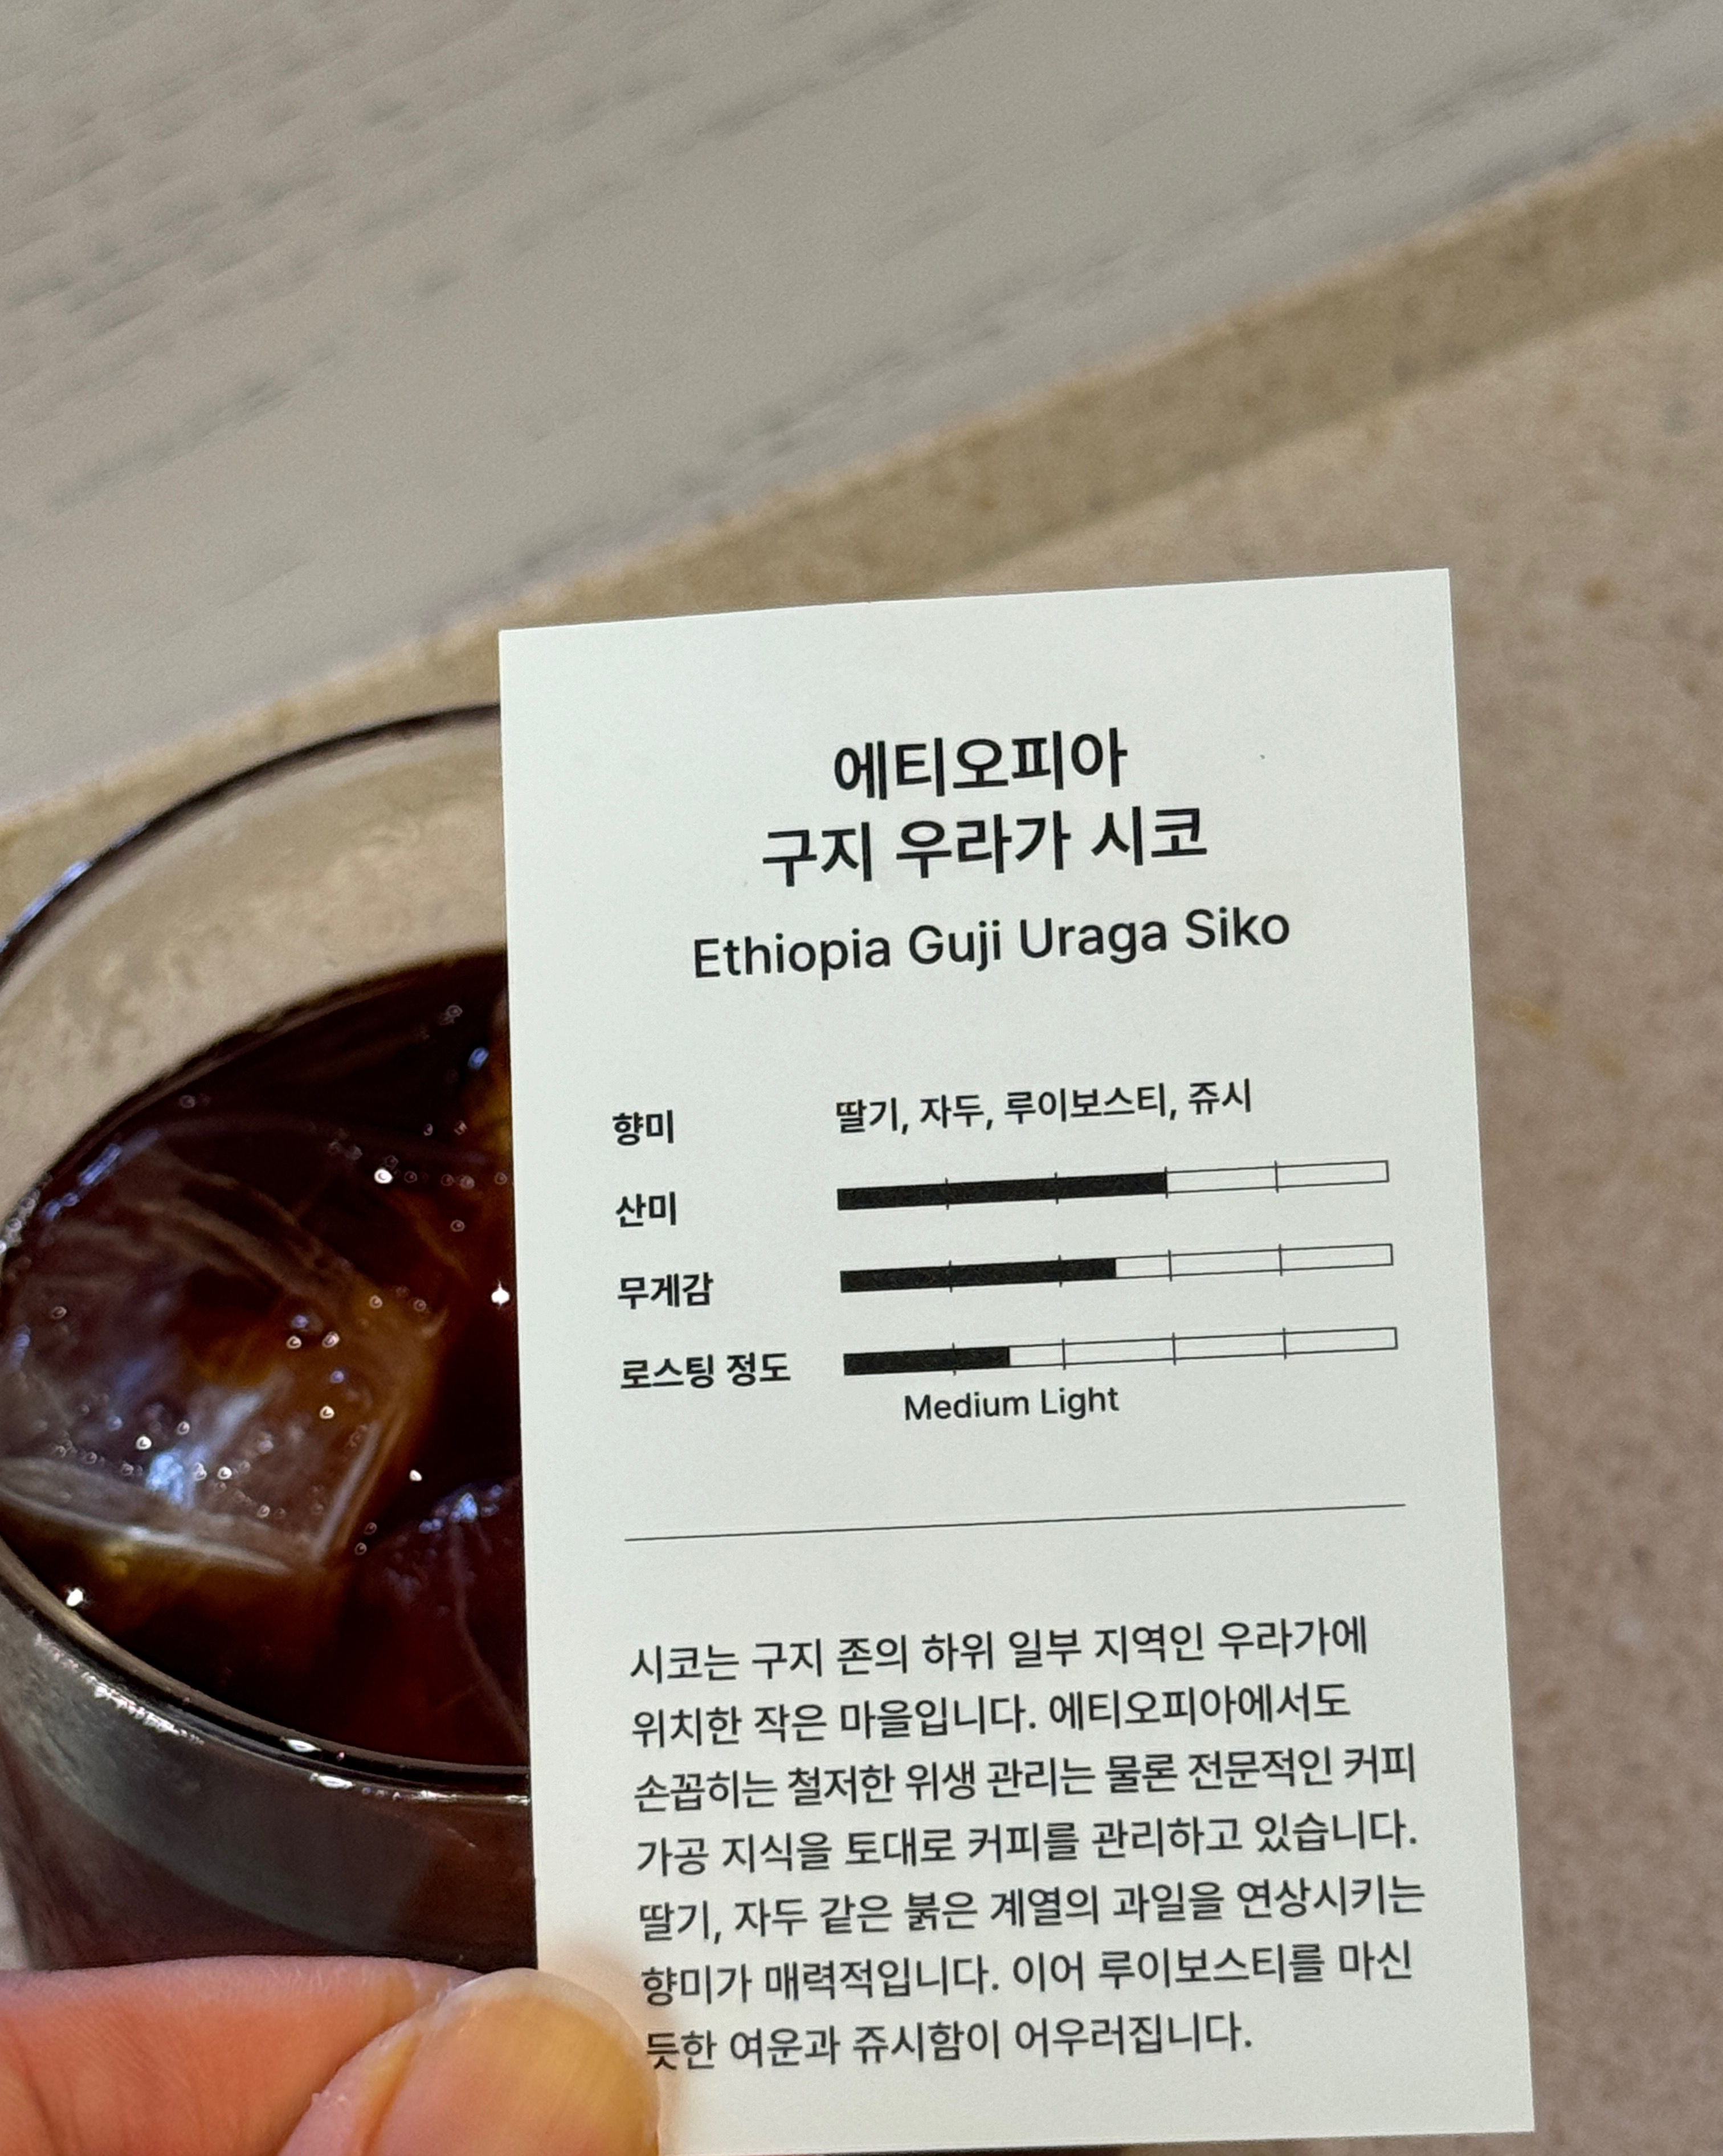 에티오피아
구지 우라가 시코
Ethiopia Guji Uraga Siko
향미 딸기, 자두, 루이보스티, 쥬시
산미
무게감
로스팅 정도
Medium Light
시코는 구지 존의 하위 일부 지역인 우라가에
위치한 작은 마을입니다. 에티오피아에서도
손꼽히는 철저한 위생 관리는 물론 전문적인 커피
가공 지식을 토대로 커피를 관리하고 있습니다.
딸기, 자두 같은 붉은 계열의 과일을 연상시키는
향미가 매력적입니다. 이어 루이보스티를 마신
듯한 여운과 쥬시함이 어우러집니다.